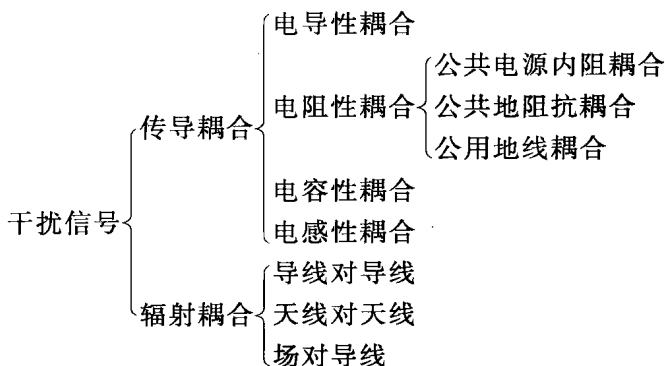 电导性耦合
公共电源内阻耦合
电阻性耦合
公共地阻抗耦合
传导耦合
公用地线耦合
电容性耦合
干扰信号
电感性耦合
导线对导线
辐射耦合
天线对天线
场对导线